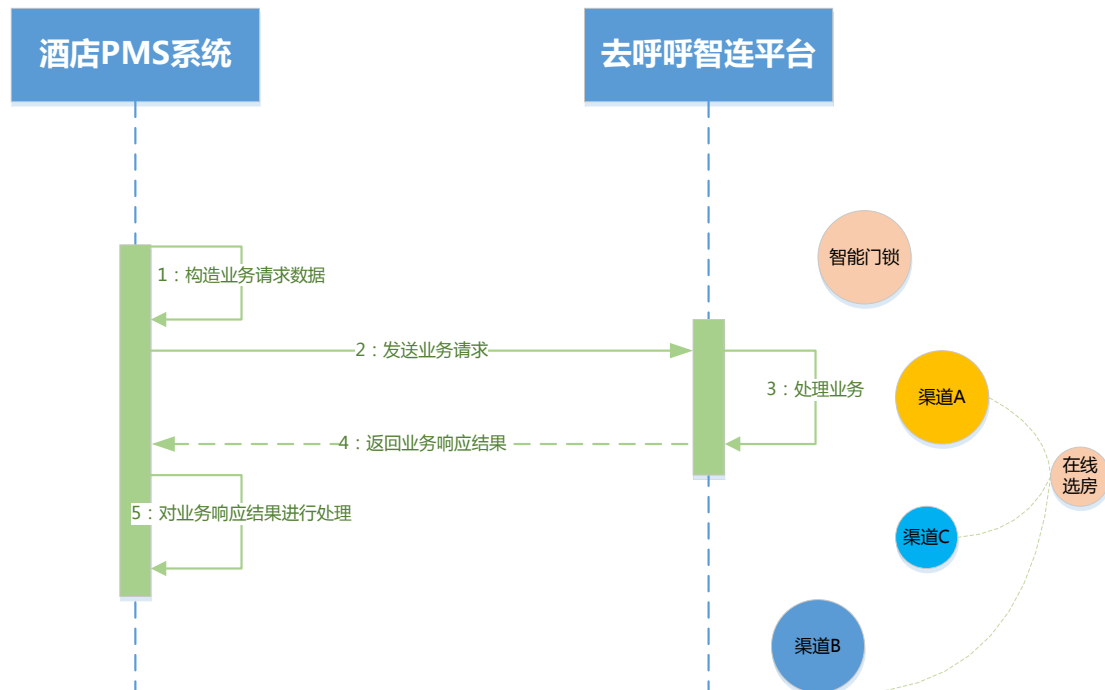 酒店PMS系统
去呼呼智连平台
智能门锁
1：构造业务请求数据
2：发送业务请求
3：处理业务
渠道A
4：返回业务响应结果
在线
选房
5：对业务响应结果进行处理
渠道C
渠道B